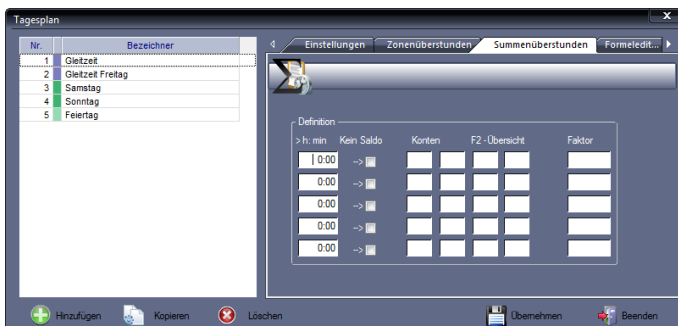 Tagesplan
x
Nr. Bezeichner
1 Gleitzeit
2 Gleitzeit Freitag
3 Samstag
4 Sonntag
5 Feiertag
Einstellungen Zonenüberstunden Summenüberstunden Formeledit...
Definition
> h: min Kein Saldo Konten F2 - Übersicht Faktor
0:00 -->
0:00 -->
0:00 -->
0:00 -->
0:00 -->
Hinzufügen Kopieren Löschen Übernehmen Beenden